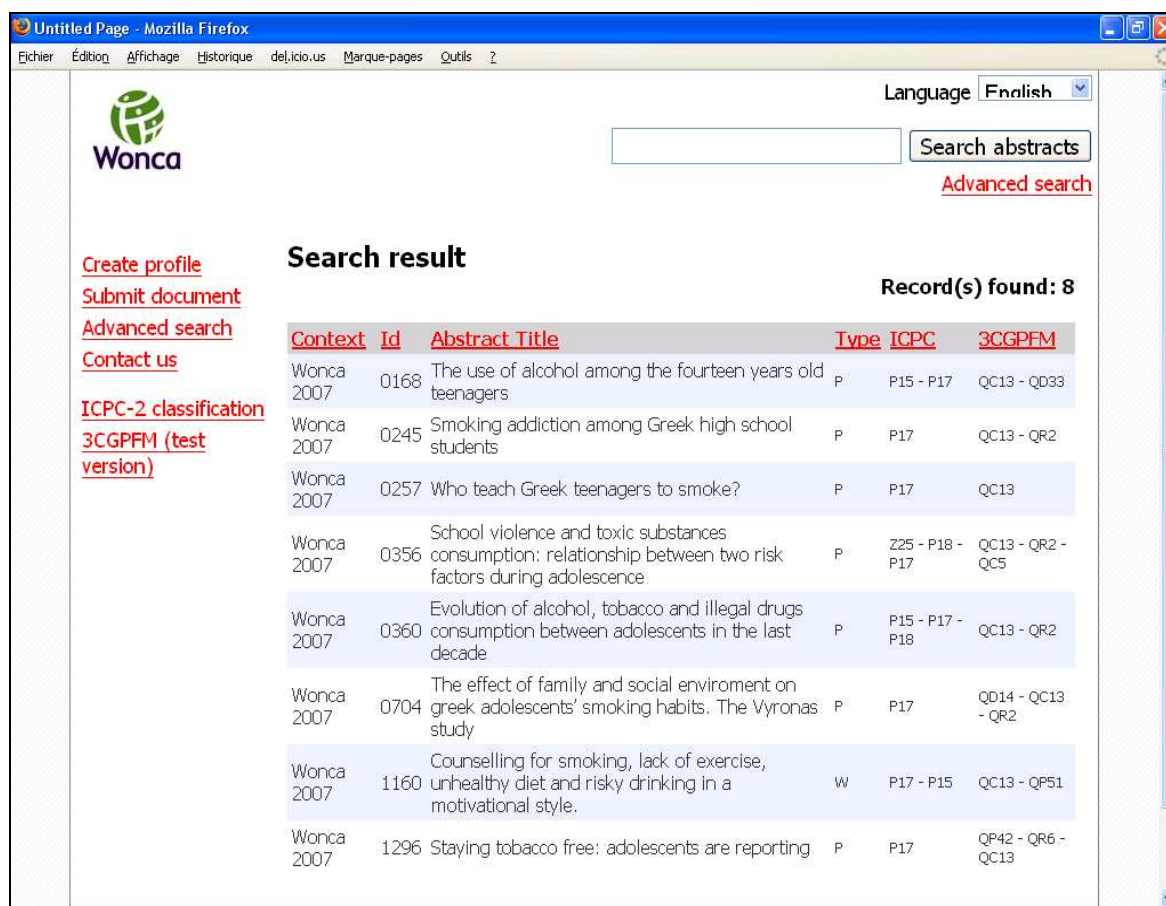 Untitled Page - Mozilla Firefox
Fichier Édition Affichage Historique del.icio.us Marque-pages Outils ?
Language English
Wonca
Search abstracts
Advanced search
Create profile
Submit document
Advanced search
Contact us
ICPC-2 classification
3CGPFM (test
version)
Search result
Record(s) found: 8
Context Id Abstract Title Type ICPC 3CGPFM
Wonca
2007
0168
The use of alcohol among the fourteen years old
teenagers
P
P15 - P17
QC13 - QD33
Wonca
2007
0245
Smoking addiction among Greek high school
students
P
P17
QC13 - QR2
Wonca
2007
0257
Who teach Greek teenagers to smoke?
P
P17
QC13
Wonca
2007
0356
School violence and toxic substances
consumption: relationship between two risk
factors during adolescence
P
Z25 - P18 -
P17
QC13 - QR2 -
QC5
Wonca
2007
0360
Evolution of alcohol, tobacco and illegal drugs
consumption between adolescents in the last
decade
P
P15 - P17 -
P18
QC13 - QR2
Wonca
2007
0704
The effect of family and social enviroment on
greek adolescents' smoking habits. The Vyronas
study
P
P17
QD14 - QC13
- QR2
Wonca
2007
1160
Counselling for smoking, lack of exercise,
unhealthy diet and risky drinking in a
motivational style.
W
P17 - P15
QC13 - QP51
Wonca
2007
1296
Staying tobacco free: adolescents are reporting
P
P17
QP42 - QR6 -
QC13